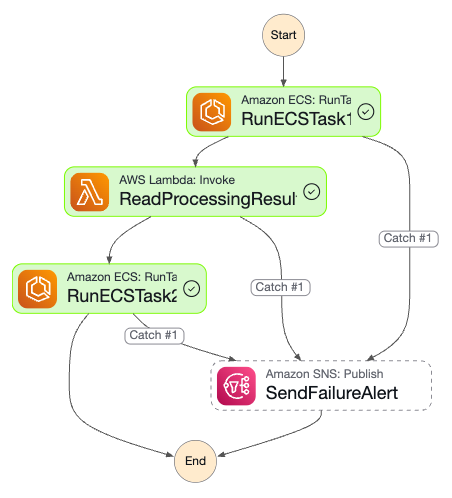 Start
Amazon ECS: RunTa
RunECSTask1
Catch #1
AWS Lambda: Invoke
ReadProcessingResul
Catch #1
Amazon ECS: RunTa
RunECSTask2
Catch #1
Amazon SNS: Publish
SendFailureAlert
End